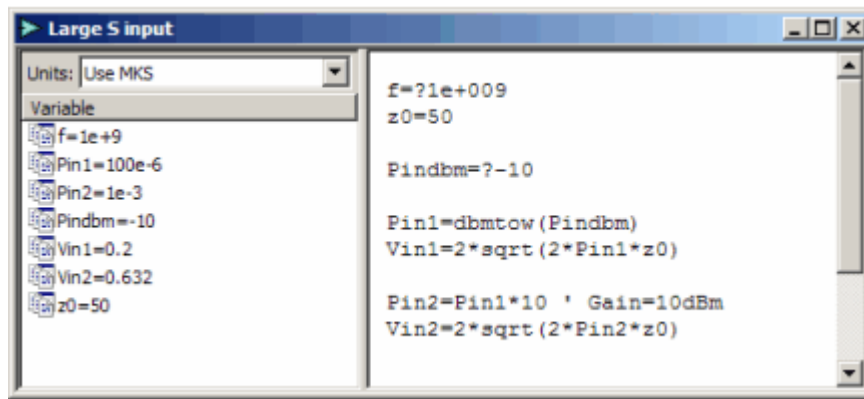 Large S input
Units: Use MKS
Variable
f=1e+9
Pin1=100e-6
Pin2=1e-3
Pindbm=-10
Vin1=0.2
Vin2=0.632
z0=50
f=?1e+009
z0=50
Pindbm=?-10
Pin1=dbmtow(Pindbm)
Vin1=2*sqrt(2*Pin1*z0)
Pin2=Pin1*10 ' Gain=10dBm
Vin2=2*sqrt(2*Pin2*z0)